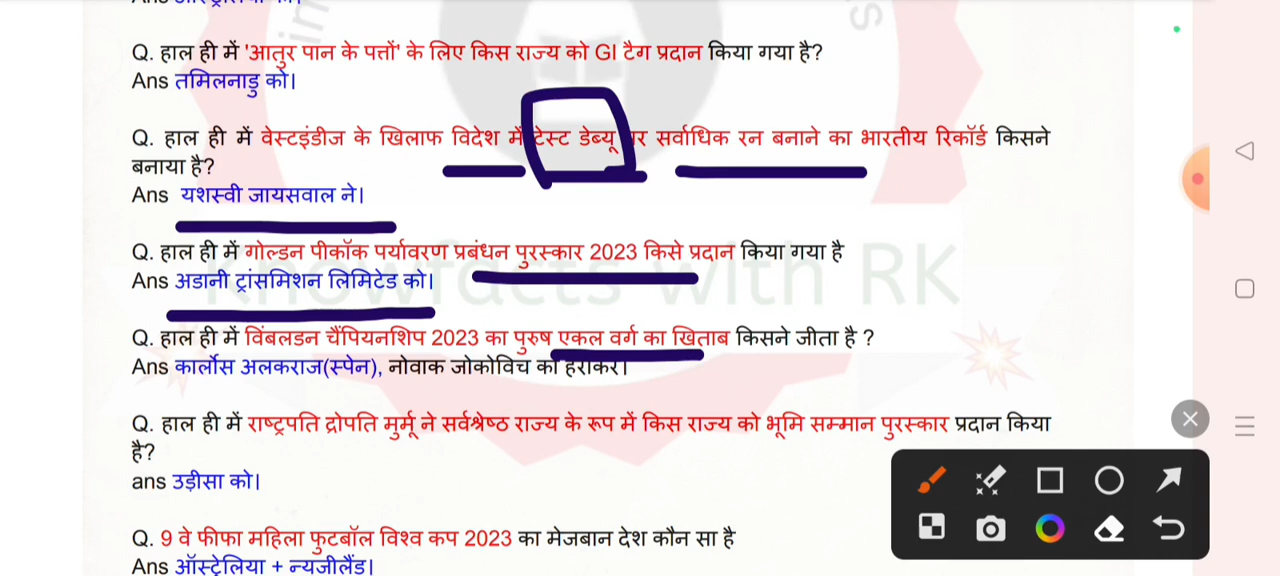 Q. हाल ही में 'आतुर पान के पत्तों' के लिए किस राज्य को GI टैग प्रदान किया गया है?
Ans तमिलनाडु को।
Q. हाल ही में वेस्टइंडीज के खिलाफ विदेश में टेस्ट डेब्यू पर सर्वाधिक रन बनाने का भारतीय रिकॉर्ड किसने
बनाया है?
Ans यशस्वी जायसवाल ने।
Q. हाल ही में गोल्डन पीकॉक पर्यावरण प्रबंधन पुरस्कार 2023 किसे प्रदान किया गया है
Ans अडानी ट्रांसमिशन लिमिटेड को।
Knowfacts with RK
Q. हाल ही में विंबलडन चैंपियनशिप 2023 का पुरुष एकल वर्ग का खिताब किसने जीता है ?
Ans कार्लोस अलकराज(स्पेन), नोवाक जोकोविच को हराकर।
Q. हाल ही में राष्ट्रपति द्रोपति मुर्मू ने सर्वश्रेष्ठ राज्य के रूप में किस राज्य को भूमि सम्मान पुरस्कार प्रदान किया
है?
ans उड़ीसा को।
Q. 9 वे फीफा महिला फुटबॉल विश्व कप 2023 का मेजबान देश कौन सा है
Ans ऑस्ट्रेलिया + न्यूजीलैंड।